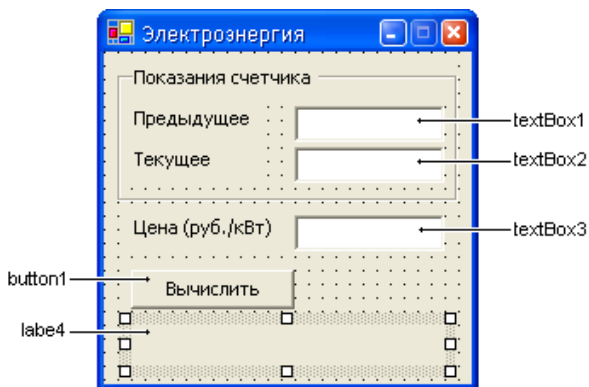 Электроэнергия
Показания счетчика
Предыдущее
textBox1
Текущее
textBox2
Цена (руб./кВт)
textBox3
button1
Вычислить
labe4